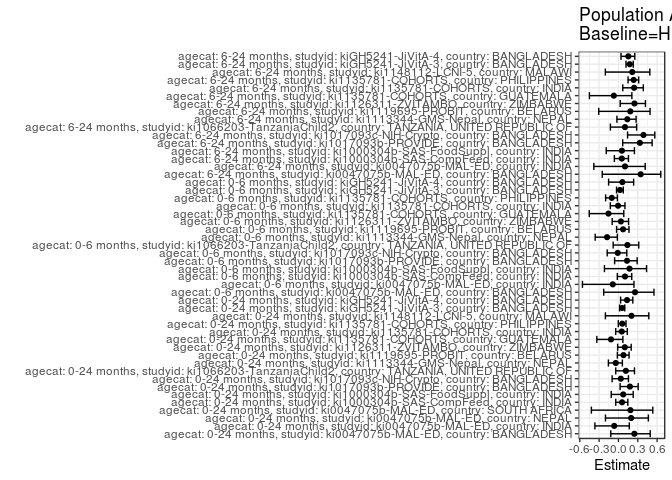 Population A
Baseline=H
agecat: 6-24 months, studyid: kiGH5241-JiVitA-4, country: BANGLADESH
agecat: 6-24 months, studyid: kiGH5241-JiVitA-3, country: BANGLADESH
agecat: 6-24 months, studyid: ki1148112-LCNI-5, country: MALAWI
agecat: 6-24 months, studyid: ki1135781-COHORTS, country: PHILIPPINES
agecat: 6-24 months, studyid: ki1135781-COHORTS, country: INDIA
agecat: 6-24 months, studyid: ki1135781-COHORTS, country: GUATEMALA
agecat: 6-24 months, studyid: ki1126311-ZVITAMBO, country: ZIMBABWE
agecat: 6-24 months, studyid: ki1119695-PROBIT, country: BELARUS
agecat: 6-24 months, studyid: ki1113344-GMS-Nepal, country: NEPAL
agecat: 6-24 months, studyid: ki1066203-TanzaniaChild2, country: TANZANIA, UNITED REPUBLIC OF
agecat: 6-24 months, studyid: ki1017093c-NIH-Crypto, country: BANGLADESH
agecat: 6-24 months, studyid: ki1017093b-PROVIDE, country: BANGLADESH
agecat: 6-24 months, studyid: ki1000304b-SAS-FoodSuppl, country: INDIA
agecat: 6-24 months, studyid: ki1000304b-SAS-CompFeed, country: INDIA
agecat: 6-24 months, studyid: ki0047075b-MAL-ED, country: INDIA
agecat: 6-24 months, studyid: ki0047075b-MAL-ED, country: BANGLADESH
agecat: 0-6 months, studyid: kiGH5241-JiVitA-4, country: BANGLADESH
agecat: 0-6 months, studyid: kiGH5241-JiVitA-3, country: BANGLADESH
agecat: 0-6 months, studyid: ki1135781-COHORTS, country: PHILIPPINES
agecat: 0-6 months, studyid: ki1135781-COHORTS, country: INDIA
agecat: 0-6 months, studyid: ki1135781-COHORTS, country: GUATEMALA
agecat: 0-6 months, studyid: ki1126311-ZVITAMBO, country: ZIMBABWE
agecat: 0-6 months, studyid: ki1119695-PROBIT, country: BELARUS
agecat: 0-6 months, studyid: ki1113344-GMS-Nepal, country: NEPAL
agecat: 0-6 months, studyid: ki1066203-TanzaniaChild2, country: TANZANIA, UNITED REPUBLIC OF
agecat: 0-6 months, studyid: ki1017093c-NIH-Crypto, country: BANGLADESH
agecat: 0-6 months, studyid: ki1017093b-PROVIDE, country: BANGLADESH
agecat: 0-6 months, studyid: ki1000304b-SAS-FoodSuppl, country: INDIA
agecat: 0-6 months, studyid: ki1000304b-SAS-CompFeed, country: INDIA
agecat: 0-6 months, studyid: ki0047075b-MAL-ED, country: INDIA
agecat: 0-6 months, studyid: ki0047075b-MAL-ED, country: BANGLADESH
agecat: 0-24 months, studyid: kiGH5241-JiVitA-4, country: BANGLADESH
agecat: 0-24 months, studyid: kiGH5241-JiVitA-3, country: BANGLADESH
agecat: 0-24 months, studyid: ki1148112-LCNI-5, country: MALAWI
agecat: 0-24 months, studyid: ki1135781-COHORTS, country: PHILIPPINES
agecat: 0-24 months, studyid: ki1135781-COHORTS, country: INDIA
agecat: 0-24 months, studyid: ki1135781-COHORTS, country: GUATEMALA
agecat: 0-24 months, studyid: ki1126311-ZVITAMBO, country: ZIMBABWE
agecat: 0-24 months, studyid: ki1119695-PROBIT, country: BELARUS
agecat: 0-24 months, studyid: ki1113344-GMS-Nepal, country: NEPAL
agecat: 0-24 months, studyid: ki1066203-TanzaniaChild2, country: TANZANIA, UNITED REPUBLIC OF
agecat: 0-24 months, studyid: ki1017093c-NIH-Crypto, country: BANGLADESH
agecat: 0-24 months, studyid: ki1017093b-PROVIDE, country: BANGLADESH
agecat: 0-24 months, studyid: ki1000304b-SAS-FoodSuppl, country: INDIA
agecat: 0-24 months, studyid: ki1000304b-SAS-CompFeed, country: INDIA
agecat: 0-24 months, studyid: ki0047075b-MAL-ED, country: SOUTH AFRICA
agecat: 0-24 months, studyid: ki0047075b-MAL-ED, country: NEPAL
agecat: 0-24 months, studyid: ki0047075b-MAL-ED, country: INDIA
agecat: 0-24 months, studyid: ki0047075b-MAL-ED, country: BANGLADESH
-0.6 -0.3 0.0 0.3 0.6
Estimate